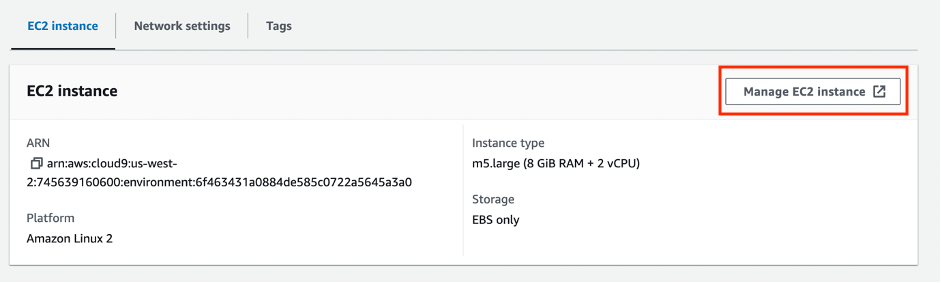 EC2 instance
Network settings
Tags
EC2 instance
Manage EC2 instance
ARN
arn:aws:cloud9:us-west-
2:745639160600:environment:6f463431a0884de585c0722a5645a3a0
Platform
Amazon Linux 2
Instance type
m5.large (8 GiB RAM + 2 vCPU)
Storage
EBS only